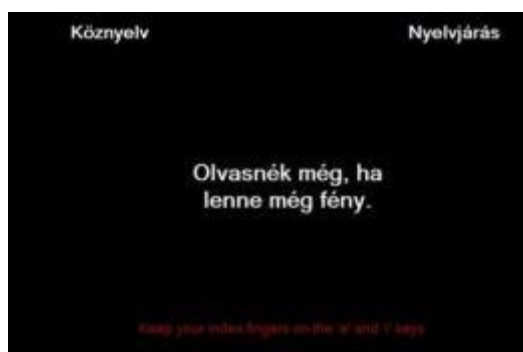 Köznyelv Nyelvjárás
Olvasnék még, ha
lenne még fény.
Keep your index fingers on the 'e' and 'i' keys